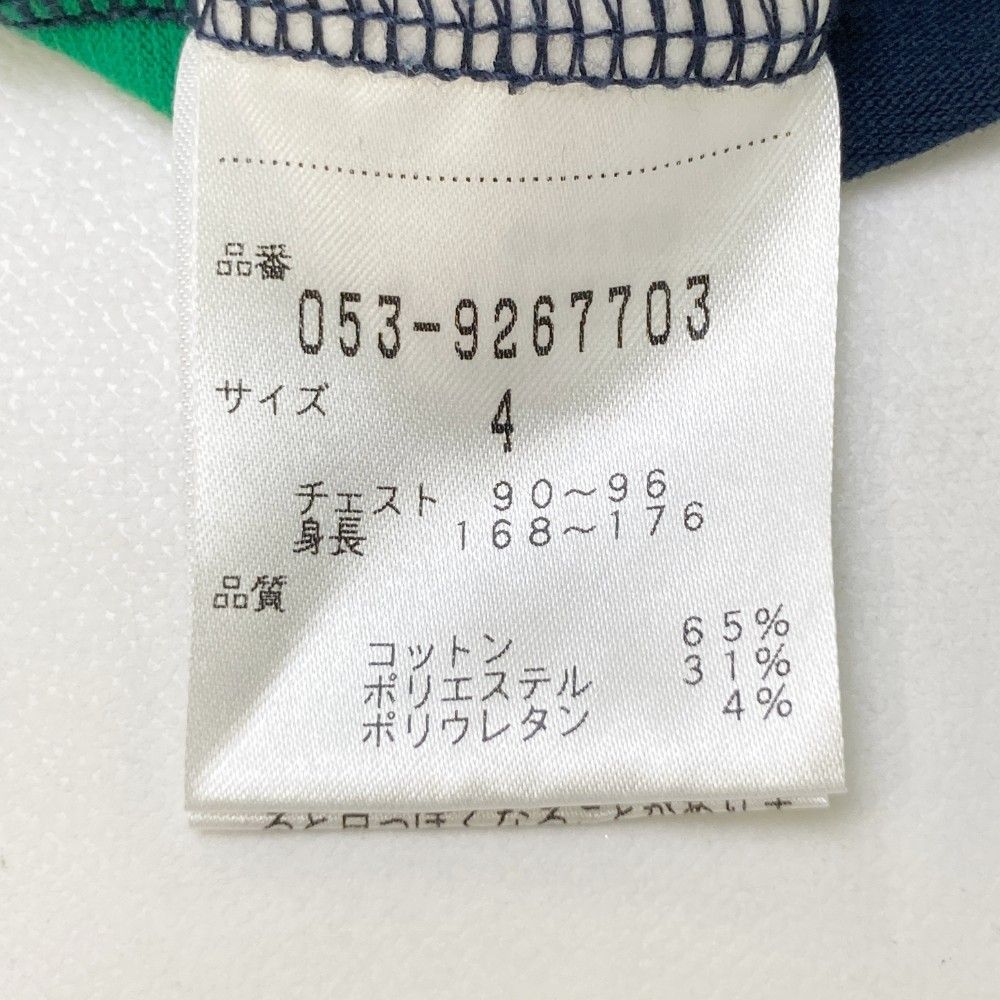 品番
053-9267703
サイズ 4
チェスト 90～96
身長 168～176
品質
コットン 65%
ポリエステル 31%
ポリウレタン 4%